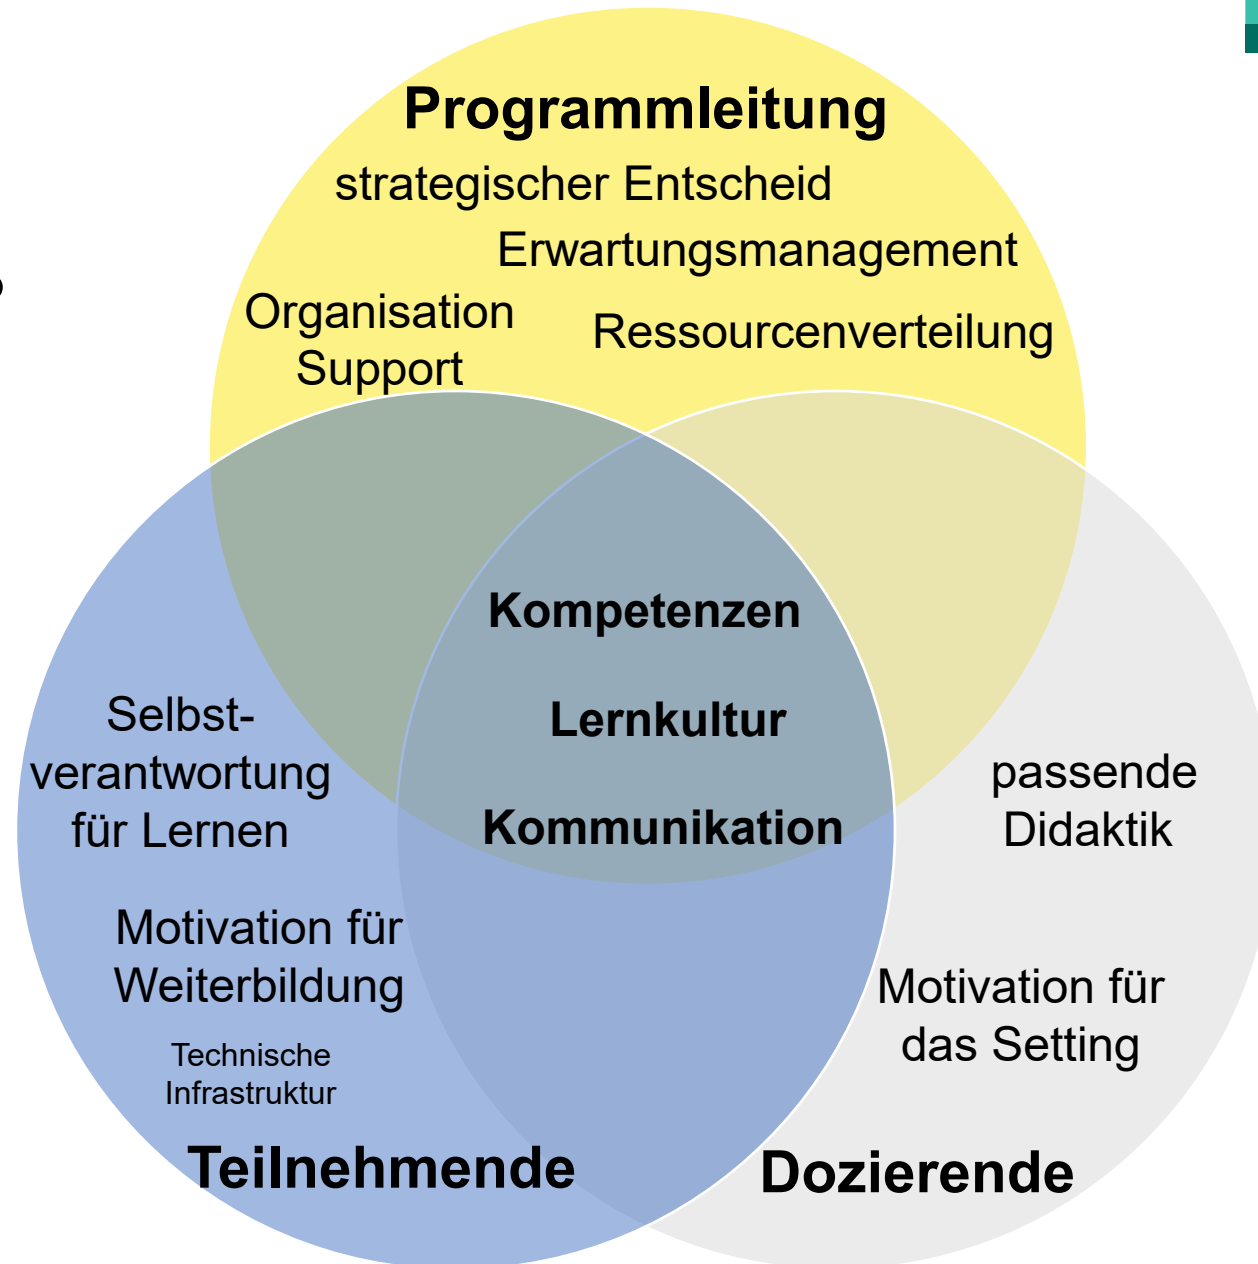 Programmleitung
strategischer Entscheid
Erwartungsmanagement
Organisation
Support
Ressourcenverteilung
Kompetenzen
Lernkultur
Kommunikation
Selbst-
verantwortung
für Lernen
Motivation für
Weiterbildung
Technische
Infrastruktur
Teilnehmende
passende
Didaktik
Motivation für
das Setting
Dozierende